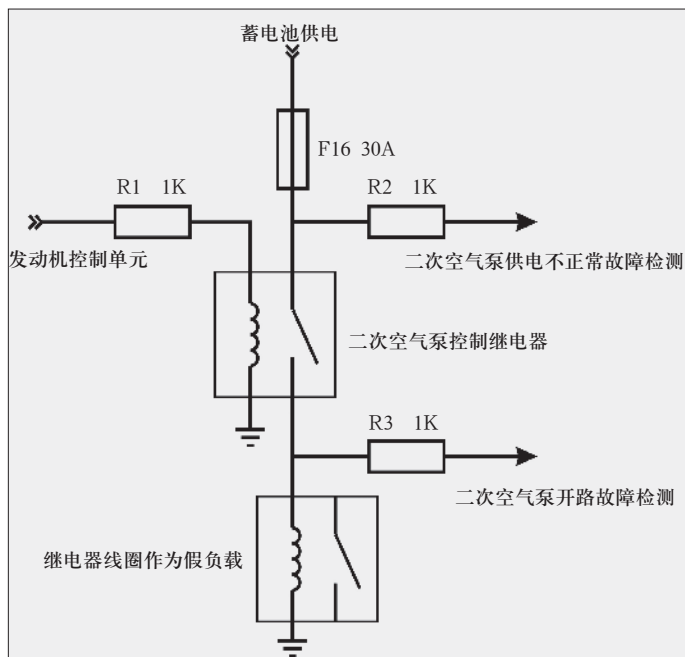 蓄电池供电
F16 30A
R1 1K
R2 1K
发动机控制单元
二次空气泵供电不正常故障检测
二次空气泵控制继电器
R3 1K
二次空气泵开路故障检测
继电器线圈作为假负载